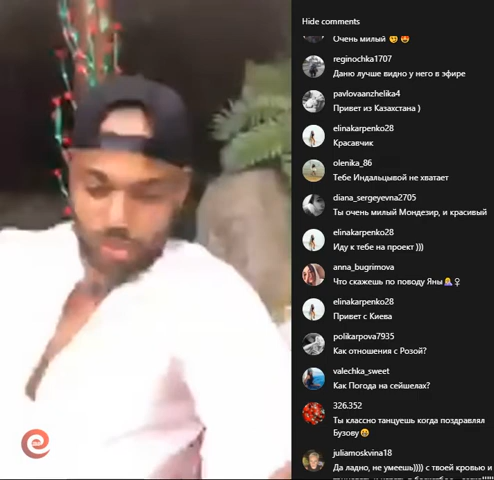 Hide comments
Очень милый
reginochka1707
Даню лучше видно у него в эфире
pavlovaanzhelika4
Привет из Казахстана )
elinakarpenko28
Красавчик
olenika_86
Тебе Индальцывой не хватает
diana_sergeyevna2705
Ты очень милый Мондезир, и красивый
elinakarpenko28
Иду к тебе на проект )))
anna_bugrimova
Что скажешь по поводу Яны
elinakarpenko28
Привет с Киева
polikarpova7935
Как отношения с Розой?
valechka_sweet
Как Погода на сейшелах?
326.352
Ты классно танцуешь когда поздравлял
Бузову
juliamoskvina18
Да ладно, не умеешь)))) с твоей кровью и